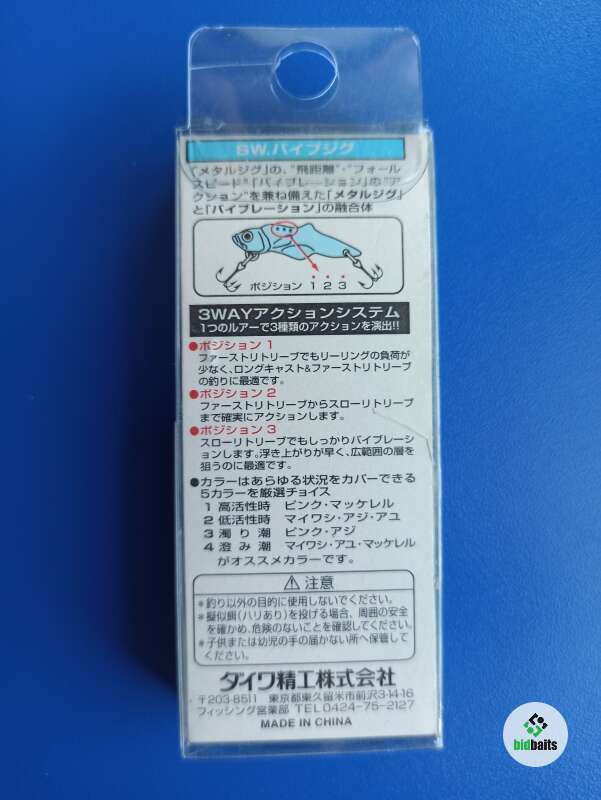 SW.バイブジグ
「メタルジグ」の、"飛距離"・"フォール
スピード"、「バイブレーション」の"ア
クション"を兼ね備えた「メタルジグ」
と「バイブレーション」の融合体
ポジション 1 2 3
3WAYアクションシステム
1つのルアーで3種類のアクションを演出!!
●ポジション 1
ファーストリトリーブでもリーリングの負荷が
少なく、ロングキャスト&ファーストリトリーブ
の釣りに最適です。
●ポジション 2
ファーストリトリーブからスローリトリーブ
まで確実にアクションします。
●ポジション 3
スローリトリーブでもしっかりバイブレーシ
ョンします。浮き上がりが早く、広範囲の層を
狙うのに最適です。
●カラーはあらゆる状況をカバーできる
5カラーを厳選チョイス
1 高活性時 ピンク・マッケレル
2 低活性時 マイワシ・アジ・アユ
3 濁り潮 ピンク・アジ
4 澄み潮 マイワシ・アユ・マッケレル
がオススメカラーです。
⚠ 注意
*釣り以外の目的に使用しないでください。
*擬似餌(ハリあり)を投げる場合、周囲の安全
を確かめ、危険のないことを確認してください。
*子供または幼児の手の届かない所へ保管して
ください。
ダイワ精工株式会社
〒203-8511 東京都東久留米市前沢3-14-16
フィッシング営業部 TEL 0424-75-2127
MADE IN CHINA
bidbaits